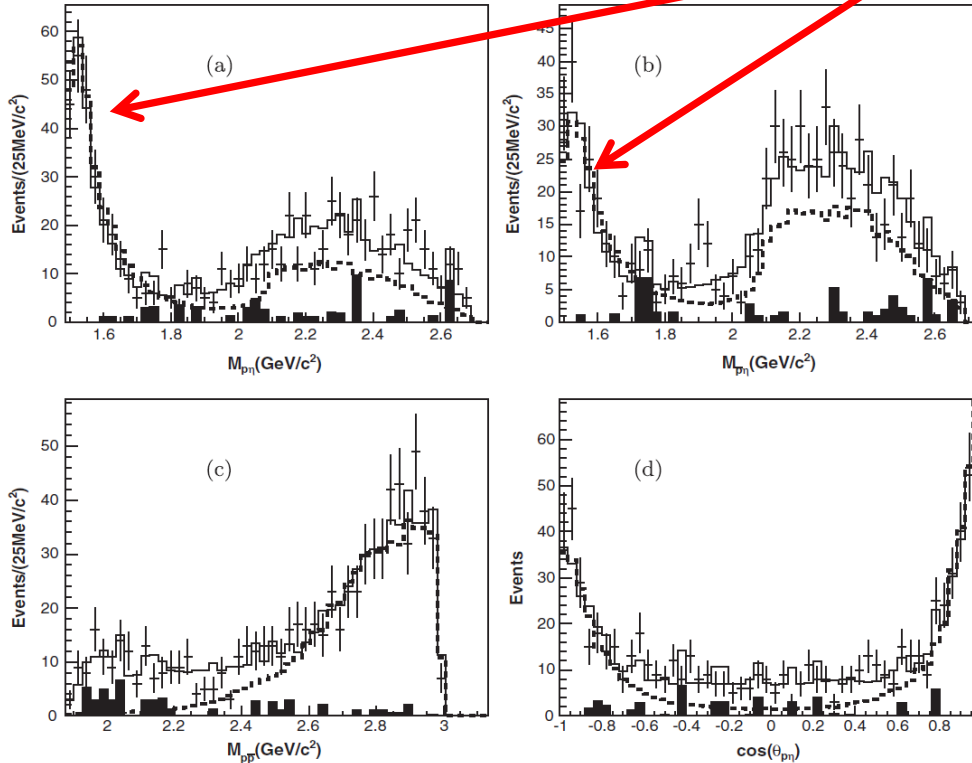 (a)
Events/(25MeV/c²)
60
50
40
30
20
10
0
1.6 1.8 2 2.2 2.4 2.6
M_pη(GeV/c²)
(b)
Events/(25MeV/c²)
45
40
35
30
25
20
15
10
5
0
1.6 1.8 2 2.2 2.4 2.6
M_p̅η(GeV/c²)
(c)
Events/(25MeV/c²)
50
40
30
20
10
0
2 2.2 2.4 2.6 2.8 3
M_pp̅(GeV/c²)
(d)
Events
60
50
40
30
20
10
0
-1 -0.8 -0.6 -0.4 -0.2 0 0.2 0.4 0.6 0.8
cos(θ_pη)